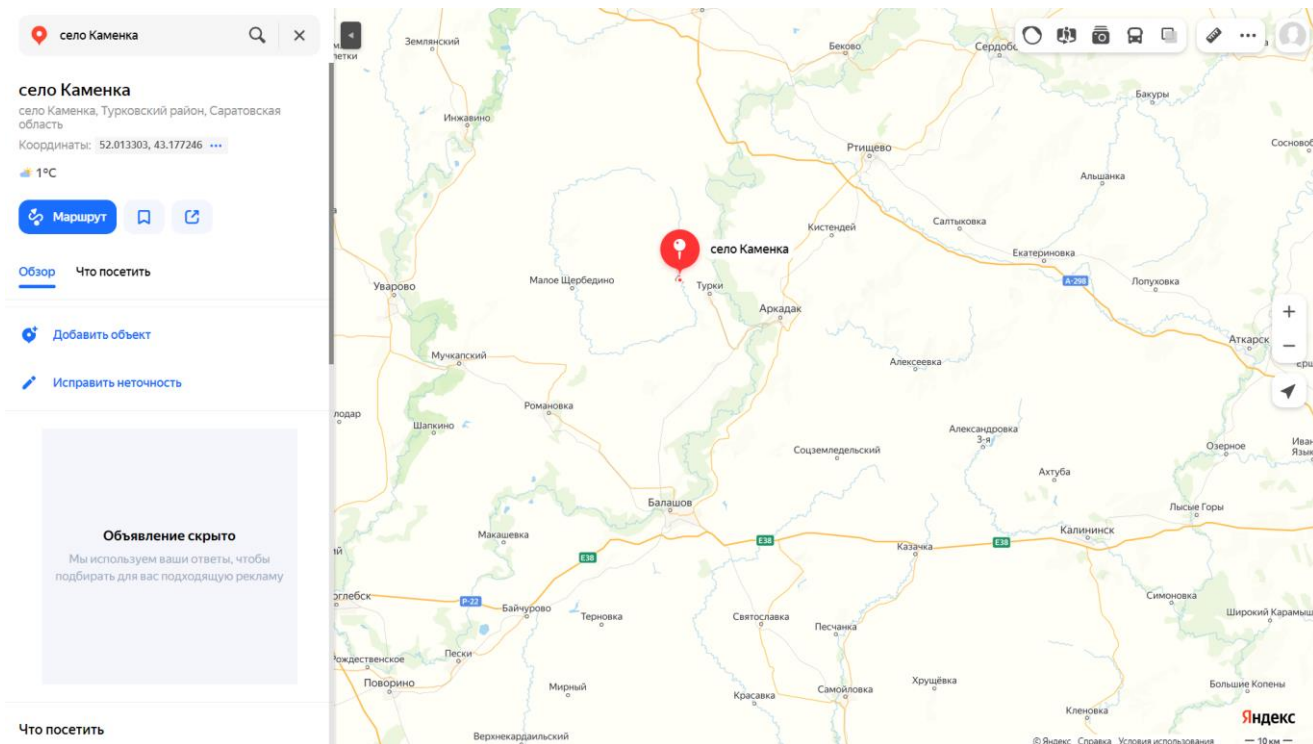 село Каменка
село Каменка
село Каменка, Турковский район, Саратовская
область
Координаты: 52.013303, 43.177246 •••
1°C
Маршрут
Обзор
Что посетить
Добавить объект
Исправить неточность
Объявление скрыто
Мы используем ваши ответы, чтобы
подбирать для вас подходящую рекламу
Что посетить
Землянский
Беково
Бакуры
Инжавино
Ртищево
Альшанка
Кистендей
Салтыковка
село Каменка
Екатериновка
Уварово
Малое Щербедино
Турки
А-298
Лопуховка
Аркадак
Аткарск
Мучкапский
Алексеевка
Романовка
Шапкино
Александровка
3-я
Соцземледельский
Озерное
Ахтуба
Балашов
Лысые Горы
Макашевка
E38
E38
E38
Калининск
Казачка
Р-22
Байчурово
Терновка
Святославка
Песчанка
Симоновка
Широкий Карамыш
Пески
Поворино
Мирный
Красавка
Самойловка
Хрущёвка
Большие Копены
Кленовка
Верхнекардаильский
Яндекс
© Яндекс Справка Условия использования
10 км